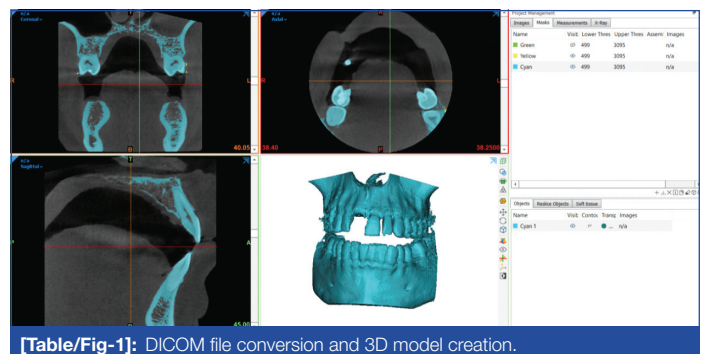 n/a
Coronal
T
R
L
B
40.05
n/a
Axial
A
R
L
P
38.40
38.2500
n/a
Sagittal
T
P
A
B
45.00
Project Management
Images Masks Measurements X-Ray
Name Visit Lower Thres Upper Thres Assem Images
Green 499 3095 n/a
Yellow 499 3095 n/a
Cyan 499 3095 n/a
Objects Reslice Objects Soft tissue
Name Visit Contou Transp Images
Cyan 1 ... n/a
[Table/Fig-1]: DICOM file conversion and 3D model creation.